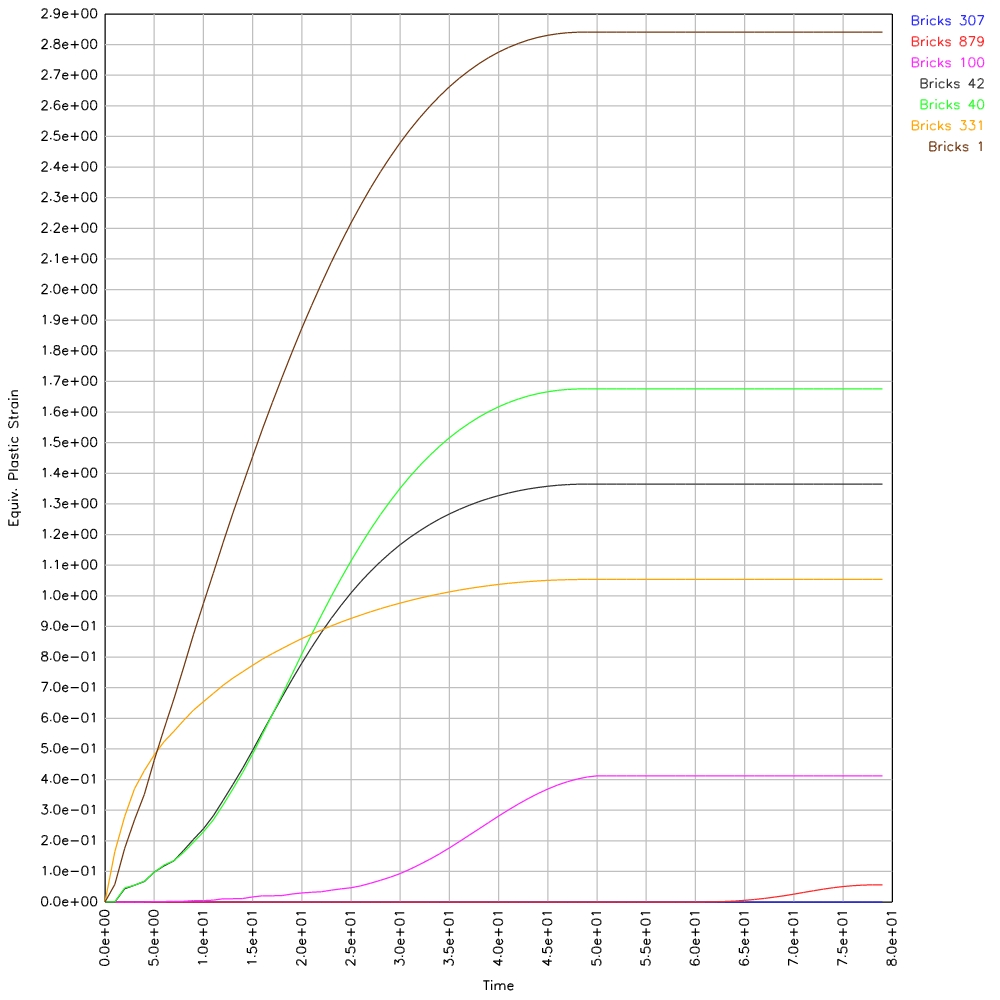 2.9e+00
2.8e+00
2.7e+00
2.6e+00
2.5e+00
2.4e+00
2.3e+00
2.2e+00
2.1e+00
2.0e+00
1.9e+00
1.8e+00
1.7e+00
1.6e+00
1.5e+00
1.4e+00
1.3e+00
1.2e+00
1.1e+00
1.0e+00
9.0e−01
8.0e−01
7.0e−01
6.0e−01
5.0e−01
4.0e−01
3.0e−01
2.0e−01
1.0e−01
0.0e+00
Equiv. Plastic Strain
0.0e+00
5.0e+00
1.0e+01
1.5e+01
2.0e+01
2.5e+01
3.0e+01
3.5e+01
4.0e+01
4.5e+01
5.0e+01
5.5e+01
6.0e+01
6.5e+01
7.0e+01
7.5e+01
8.0e+01
Time
Bricks 307
Bricks 879
Bricks 100
Bricks 42
Bricks 40
Bricks 331
Bricks 1